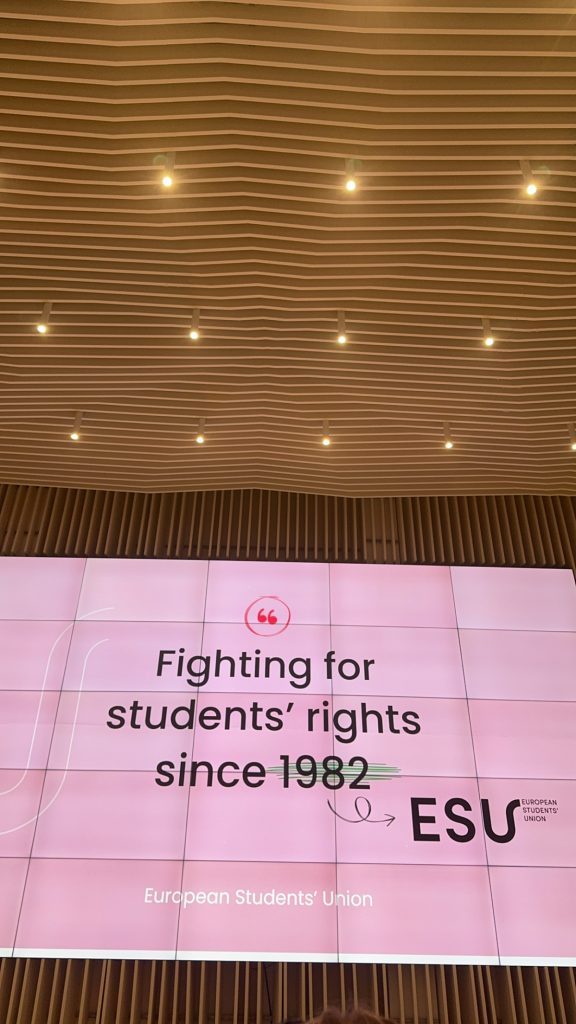 “
Fighting for
students’ rights
since 1982
ESU
EUROPEAN
STUDENTS’
UNION
European Students’ Union